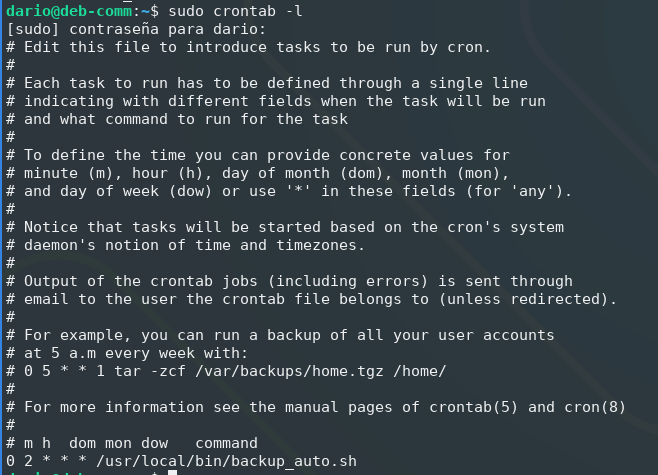 dario@deb-comm:~$ sudo crontab -l
[sudo] contraseña para dario:
# Edit this file to introduce tasks to be run by cron.
#
# Each task to run has to be defined through a single line
# indicating with different fields when the task will be run
# and what command to run for the task
#
# To define the time you can provide concrete values for
# minute (m), hour (h), day of month (dom), month (mon),
# and day of week (dow) or use '*' in these fields (for 'any').
#
# Notice that tasks will be started based on the cron's system
# daemon's notion of time and timezones.
#
# Output of the crontab jobs (including errors) is sent through
# email to the user the crontab file belongs to (unless redirected).
#
# For example, you can run a backup of all your user accounts
# at 5 a.m every week with:
# 0 5 * * 1 tar -zcf /var/backups/home.tgz /home/
#
# For more information see the manual pages of crontab(5) and cron(8)
#
# m h  dom mon dow   command
0 2 * * * /usr/local/bin/backup_auto.sh